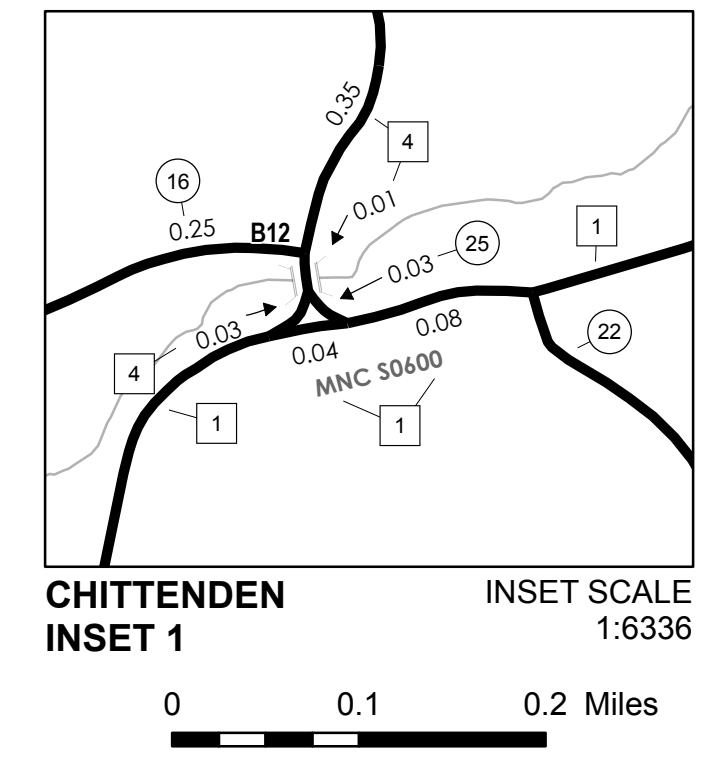 0.35
4
16
0.01
0.25
B12
1
25
0.03
0.03
0.08
22
0.04
4
MNC S0600
1
1
CHITTENDEN
INSET 1
INSET SCALE
1:6336
0 0.1 0.2 Miles